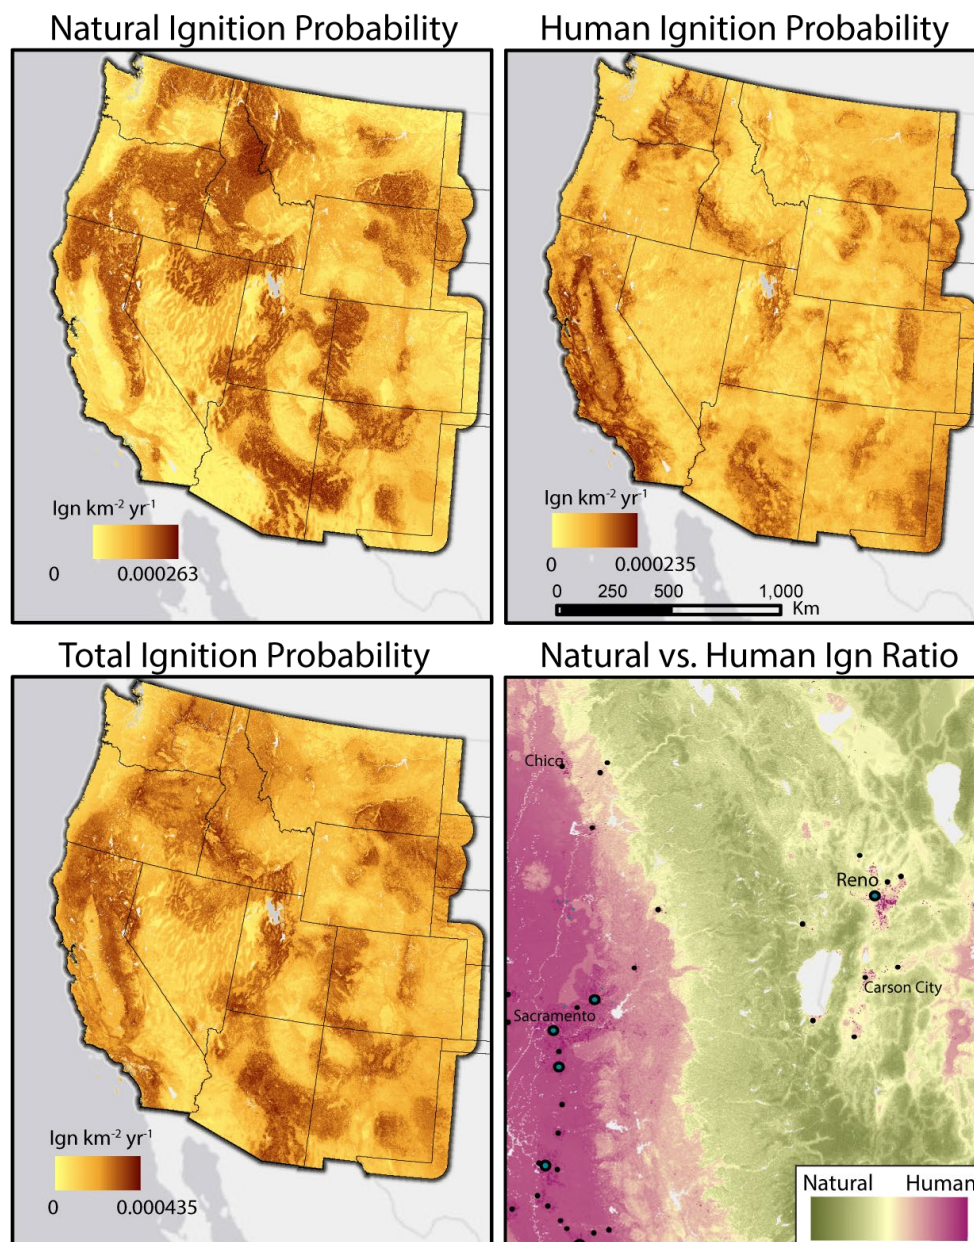 Natural Ignition Probability
Human Ignition Probability
Ign km⁻² yr⁻¹
0 0.000263
Ign km⁻² yr⁻¹
0 0.000235
0 250 500 1,000
Km
Total Ignition Probability
Natural vs. Human Ign Ratio
Ign km⁻² yr⁻¹
0 0.000435
Chico
Reno
Carson City
Sacramento
Natural Human